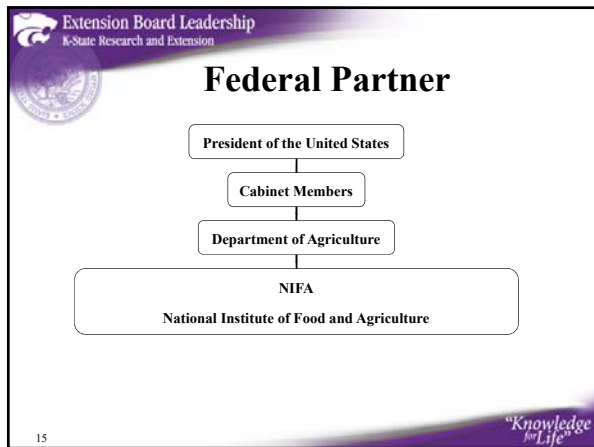 Extension Board Leadership
K-State Research and Extension
Federal Partner
President of the United States
Cabinet Members
Department of Agriculture
NIFA
National Institute of Food and Agriculture
15
"Knowledge
for Life"